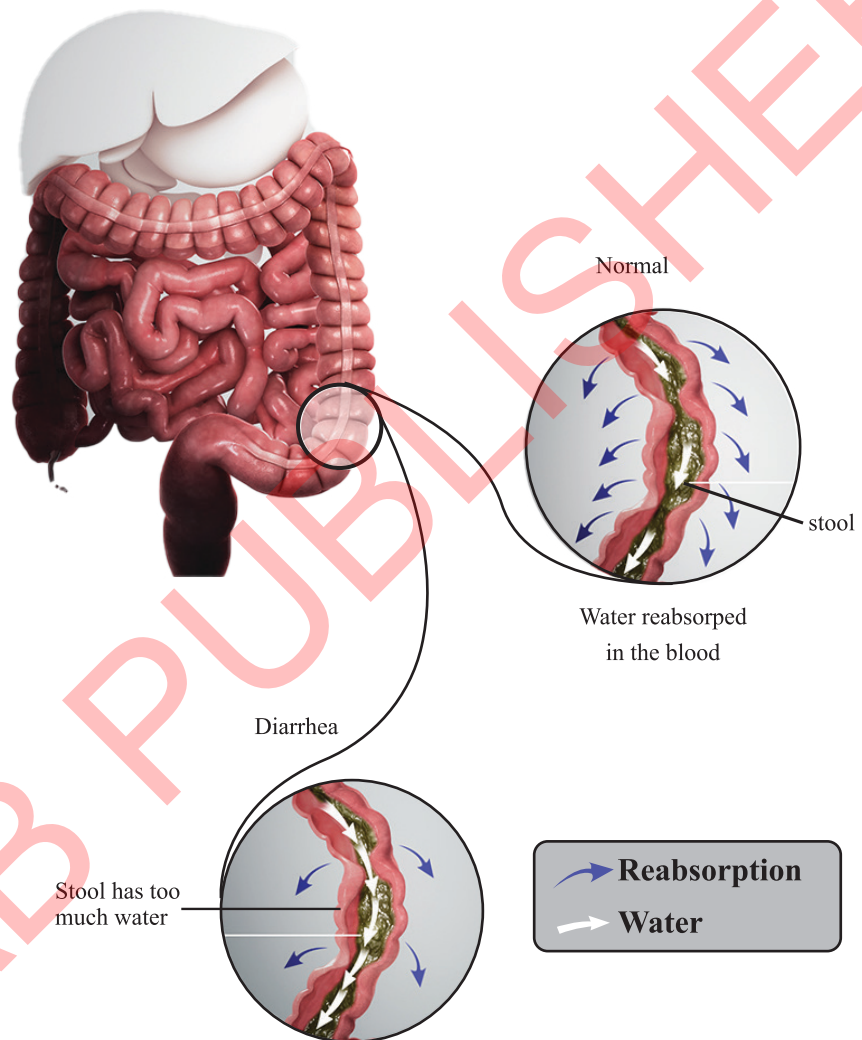 Normal
stool
Water reabsorped
in the blood
Diarrhea
Stool has too
much water
Reabsorption
Water
B PUBLISHE